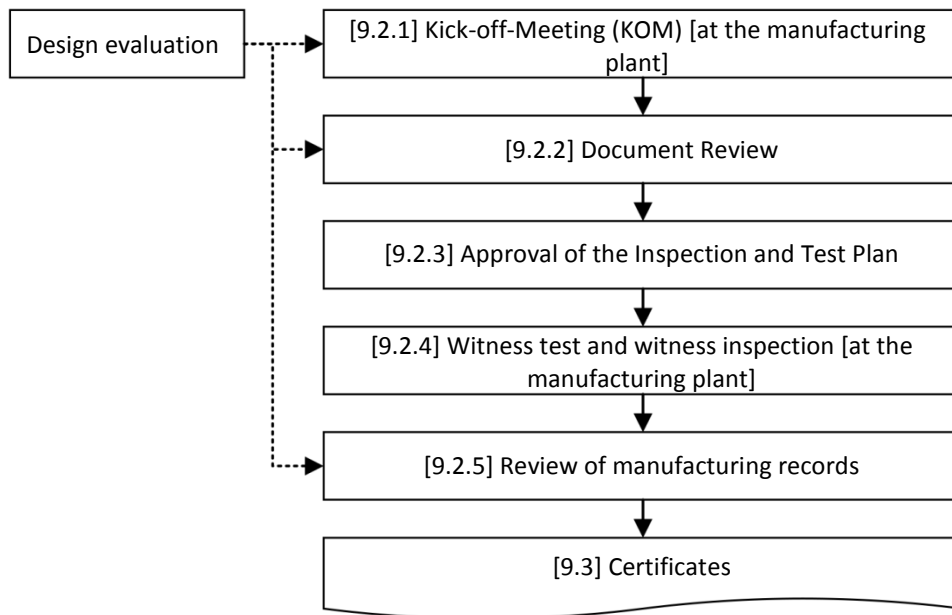 Design evaluation
[9.2.1] Kick-off-Meeting (KOM) [at the manufacturing
plant]
[9.2.2] Document Review
[9.2.3] Approval of the Inspection and Test Plan
[9.2.4] Witness test and witness inspection [at the
manufacturing plant]
[9.2.5] Review of manufacturing records
[9.3] Certificates